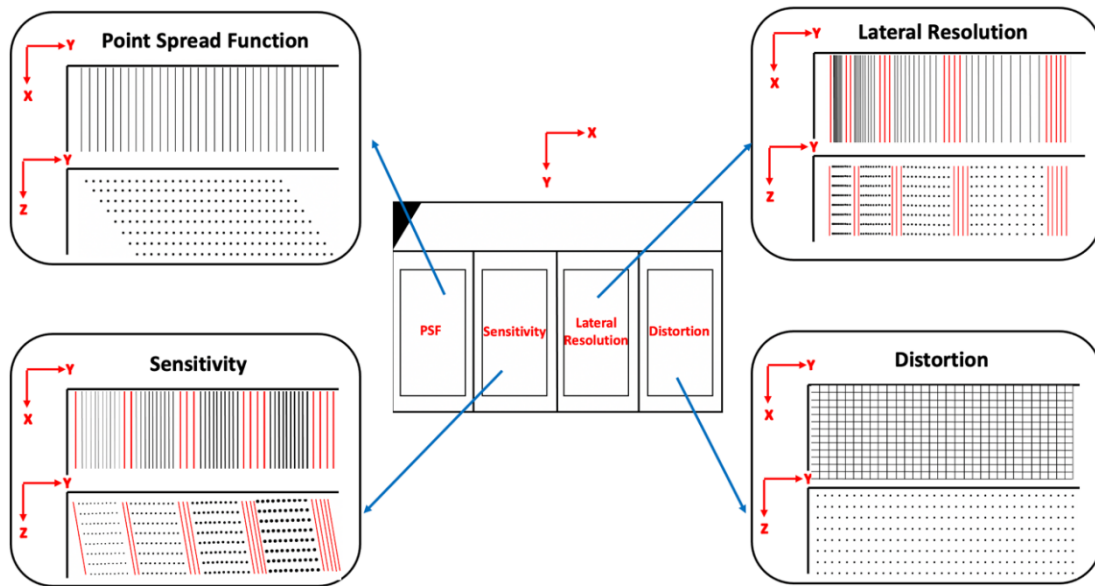 Point Spread Function
Y
X
Y
Z
Lateral Resolution
Y
X
Y
Z
X
Y
PSF
Sensitivity
Lateral
Resolution
Distortion
Sensitivity
Y
X
Y
Z
Distortion
Y
X
Y
Z